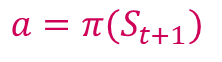 a = π(S_{t+1})